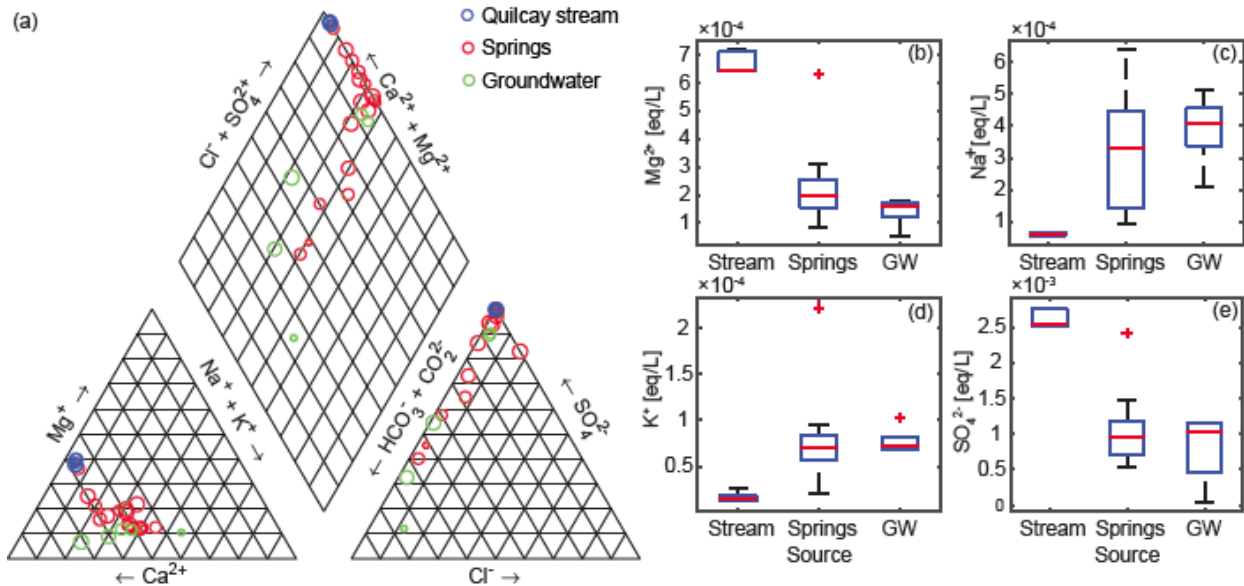 (a)
Quilcay stream
Springs
Groundwater
Cl⁻ + SO₄²⁺ →
← Ca²⁺ + Mg²⁺
Mg⁺ →
Na⁺ + K⁺ →
← Ca²⁺
← HCO₃⁻ + CO₂²⁻
← SO₄²⁻
Cl⁻ →
×10⁻⁴
(b)
Mg²⁺ [eq/L]
7
6
5
4
3
2
1
Stream Springs GW
×10⁻⁴
(c)
Na⁺ [eq/L]
6
5
4
3
2
1
Stream Springs GW
×10⁻⁴
(d)
K⁺ [eq/L]
2
1.5
1
0.5
Stream Springs GW
Source
×10⁻³
(e)
SO₄²⁻ [eq/L]
2.5
2
1.5
1
0.5
0
Stream Springs GW
Source